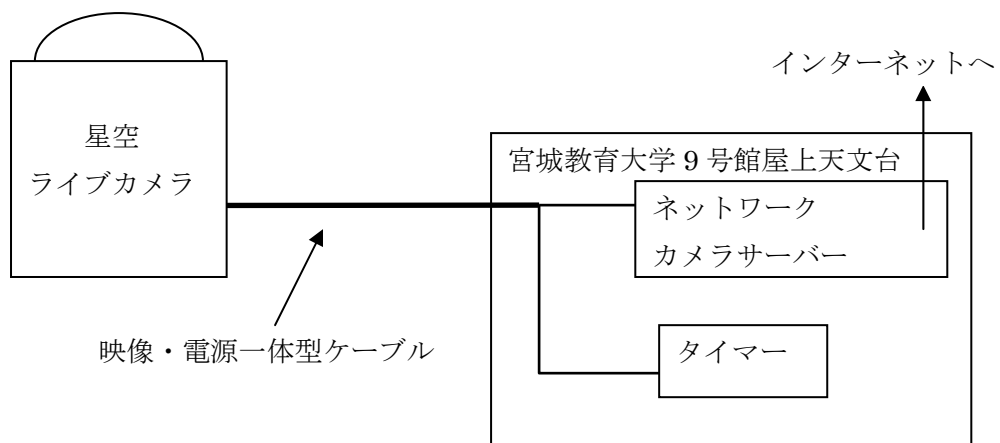 インターネットへ
星空
ライブカメラ
宮城教育大学 9 号館屋上天文台
ネットワーク
カメラサーバー
映像・電源一体型ケーブル
タイマー